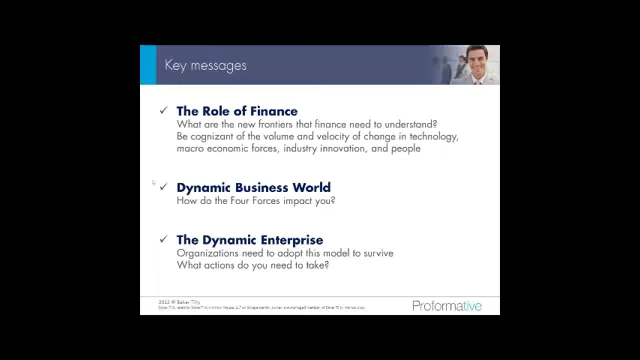 Key messages
✓ The Role of Finance
What are the new frontiers that finance need to understand?
Be cognizant of the volume and velocity of change in technology,
macro economic forces, industry innovation, and people
✓ Dynamic Business World
How do the Four Forces impact you?
✓ The Dynamic Enterprise
Organizations need to adopt this model to survive
What actions do you need to take?
Baker Tilly
Proformative